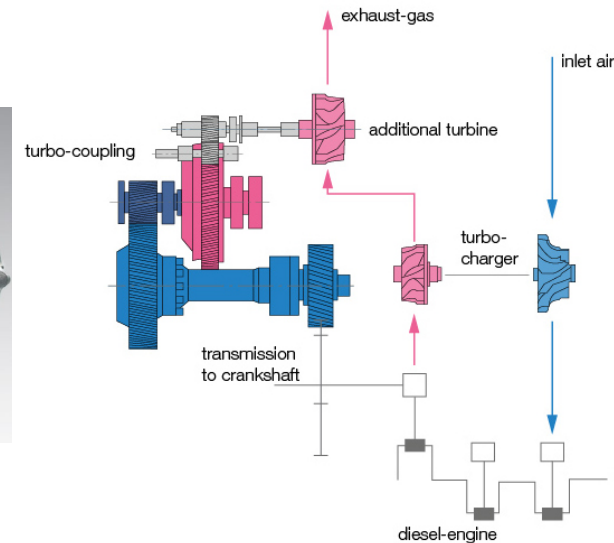 exhaust-gas
inlet air
additional turbine
turbo-coupling
turbo-
charger
transmission
to crankshaft
diesel-engine